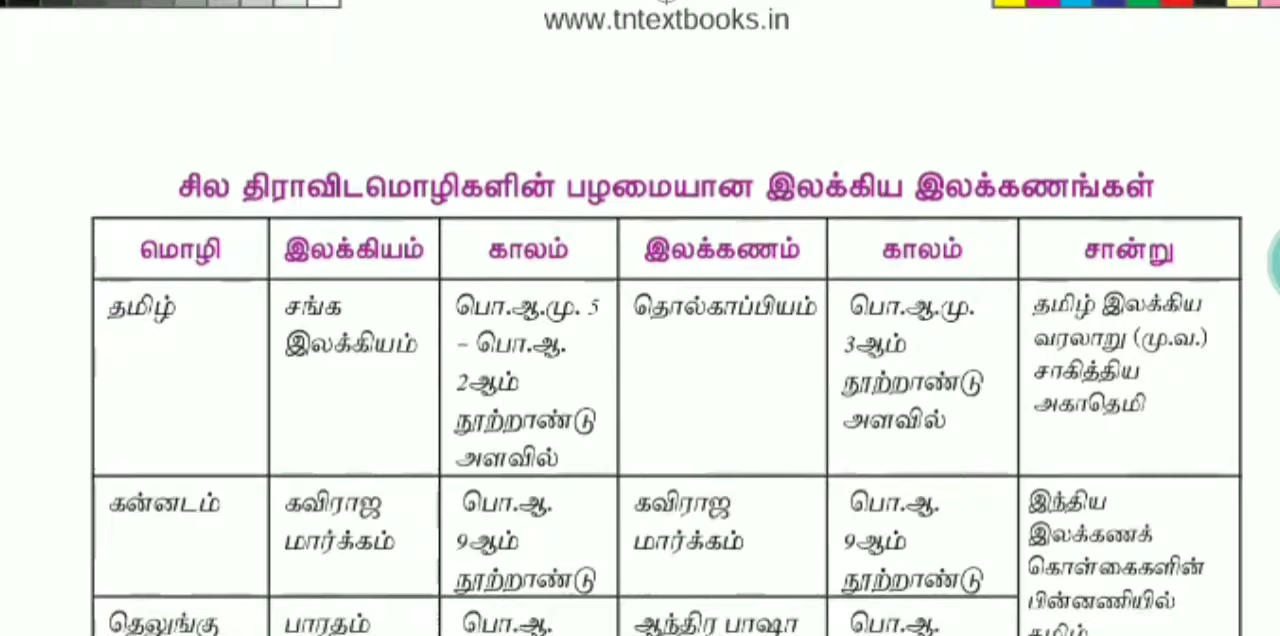 www.tntextbooks.in
சில திராவிடமொழிகளின் பழமையான இலக்கிய இலக்கணங்கள்
மொழி இலக்கியம் காலம் இலக்கணம் காலம் சான்று
தமிழ்
சங்க
இலக்கியம்
பொ.ஆ.மு. 5
– பொ.ஆ.
2ஆம்
நூற்றாண்டு
அளவில்
தொல்காப்பியம்
பொ.ஆ.மு.
3ஆம்
நூற்றாண்டு
அளவில்
தமிழ் இலக்கிய
வரலாறு (மு.வ.)
சாகித்திய
அகாதெமி
கன்னடம்
கவிராஜ
மார்க்கம்
பொ.ஆ.
9ஆம்
நூற்றாண்டு
கவிராஜ
மார்க்கம்
பொ.ஆ.
9ஆம்
நூற்றாண்டு
இந்திய
இலக்கணக்
கொள்கைகளின்
பின்னணியில்
தமிழ்
தெலுங்கு
பாரதம்
பொ.ஆ.
ஆந்திர பாஷா
பொ.ஆ.